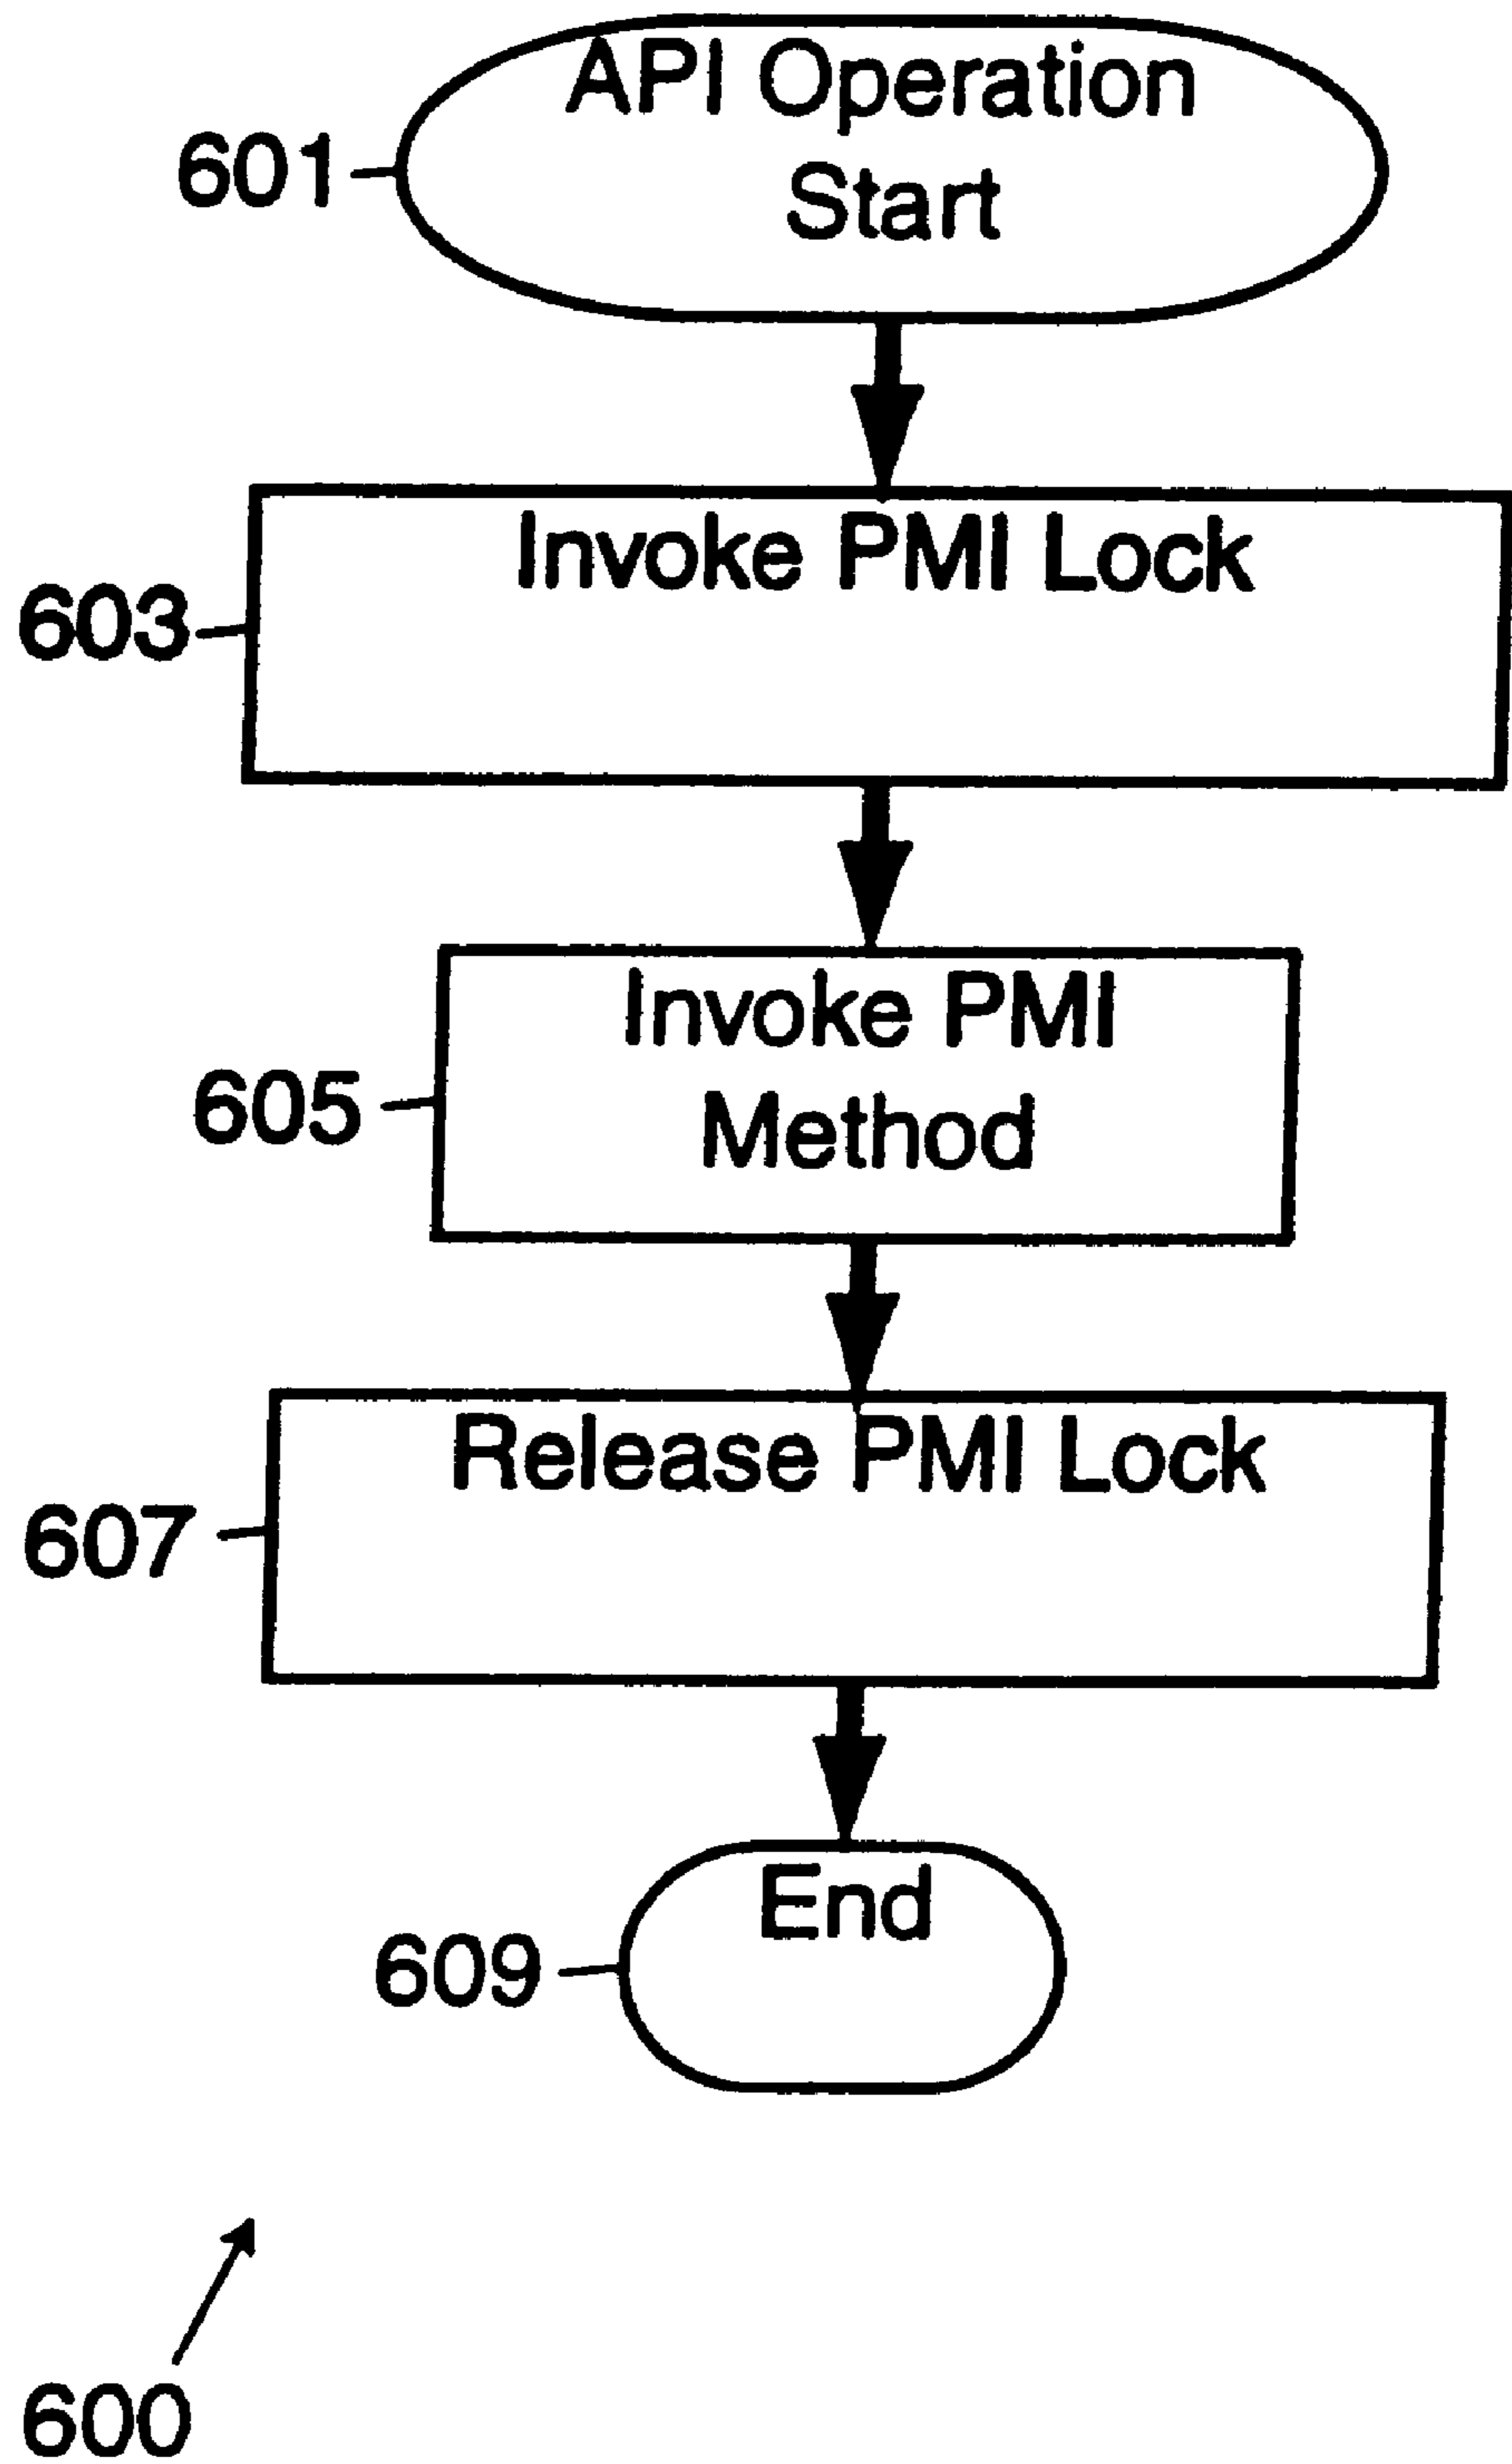 API Operation
Start
601
Invoke PMI Lock
603
Invoke PMI
Method
605
Release PMI Lock
607
End
609
600